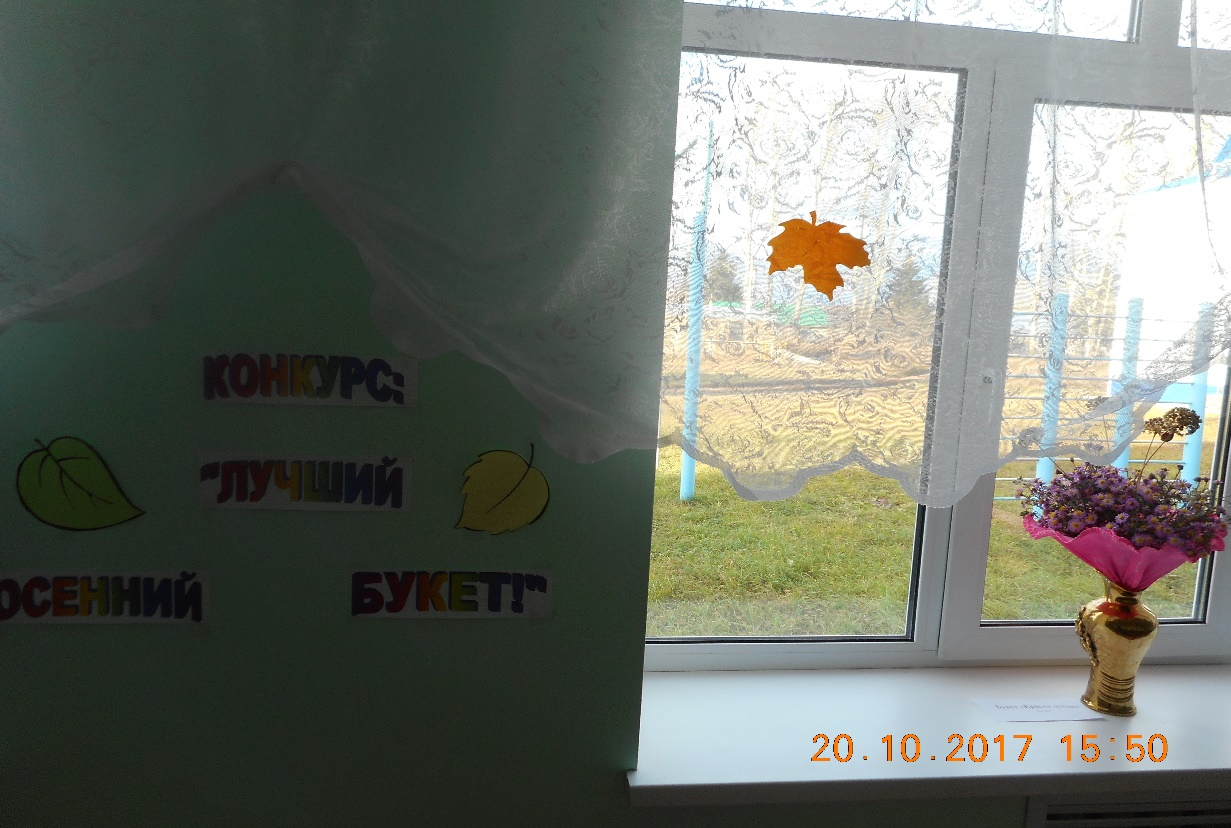 КОНКУРС:
"ЛУЧШИЙ
ОСЕННИЙ БУКЕТ!"
20.10.2017 15:50